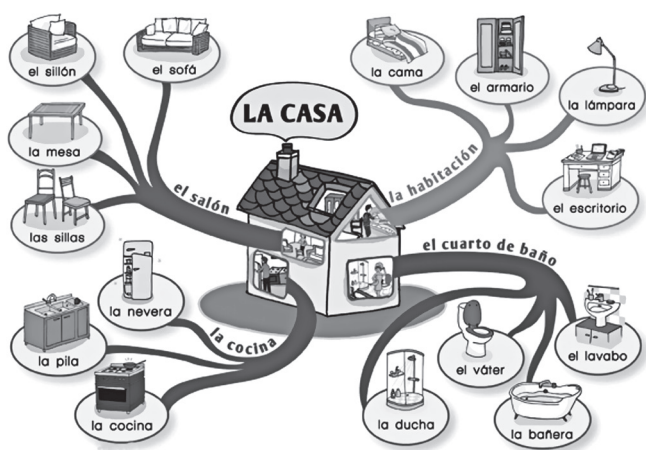 LA CASA
el salón
el sillón
el sofá
la mesa
las sillas
la habitación
la cama
el armario
la lámpara
el escritorio
la cocina
la nevera
la pila
la cocina
el cuarto de baño
la ducha
el váter
la bañera
el lavabo